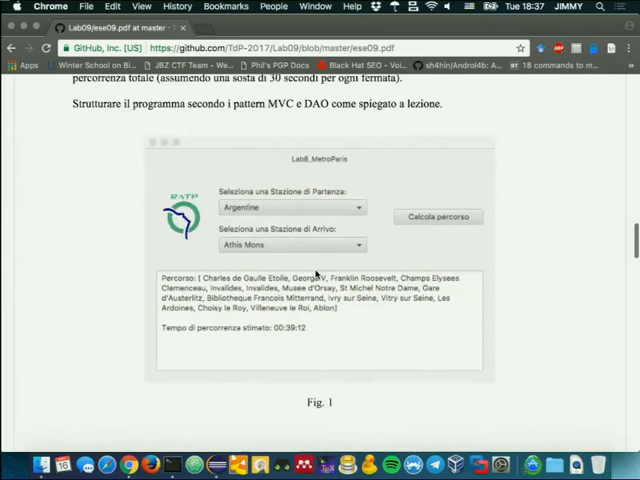 Chrome File Edit View History Bookmarks People Window Help Tue 18:37 JIMMY
Lab09/ese09.pdf at master ·
GitHub, Inc. [US] https://github.com/TdP-2017/Lab09/blob/master/ese09.pdf
Apps Winter School on Bi... JBZ CTF Team - We... Phil's GPP GDC Page Black Hat SEO - Voi... sh4hin/Androl4b: A... 18 commands to m...
percorrenza totale (assumendo una sosta di 30 secondi per ogni fermata).
Strutturare il programma secondo i pattern MVC e DAO come spiegato a lezione.
Lab8_MetroParis
RATP
Seleziona una Stazione di Partenza:
Argentine
Calcola percorso
Seleziona una Stazione di Arrivo:
Athis Mons
Percorso: [ Charles de Gaulle Etoile, George V, Franklin Roosevelt, Champs Elysees
Clemenceau, Invalides, Invalides, Musee d'Orsay, St Michel Notre Dame, Gare
d'Austerlitz, Bibliotheque Francois Mitterrand, Ivry sur Seine, Vitry sur Seine, Les
Ardoines, Choisy le Roy, Villeneuve le Roi, Ablon]
Tempo di percorrenza stimato: 00:39:12
Fig. 1